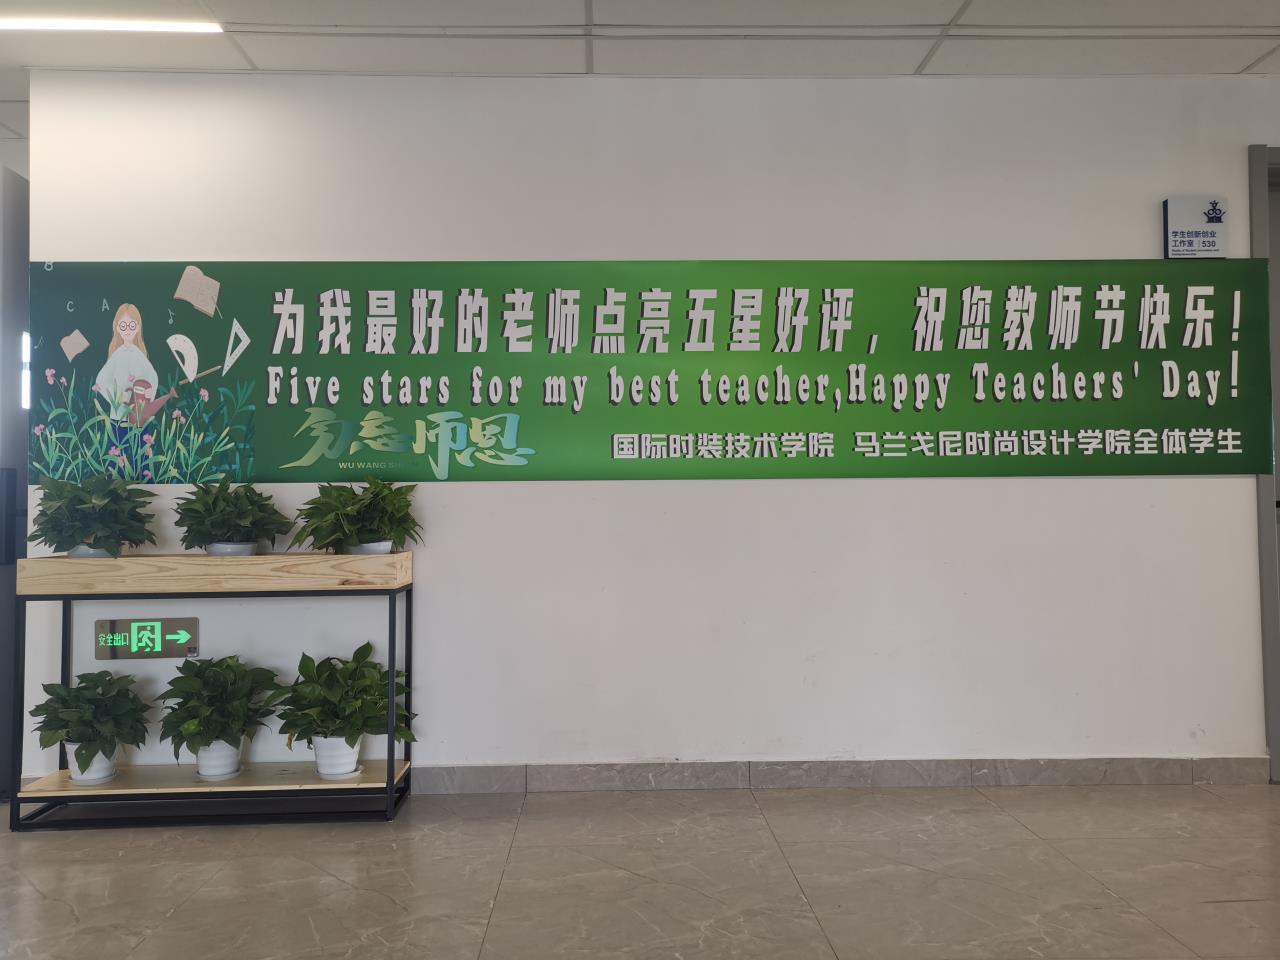 学生创新创业
工作室 530
8
C A
为我最好的老师点亮五星好评，祝您教师节快乐！
Five stars for my best teacher,Happy Teachers' Day!
勿忘师恩
WU WANG
国际时装技术学院 马兰戈尼时尚设计学院全体学生
安全出口